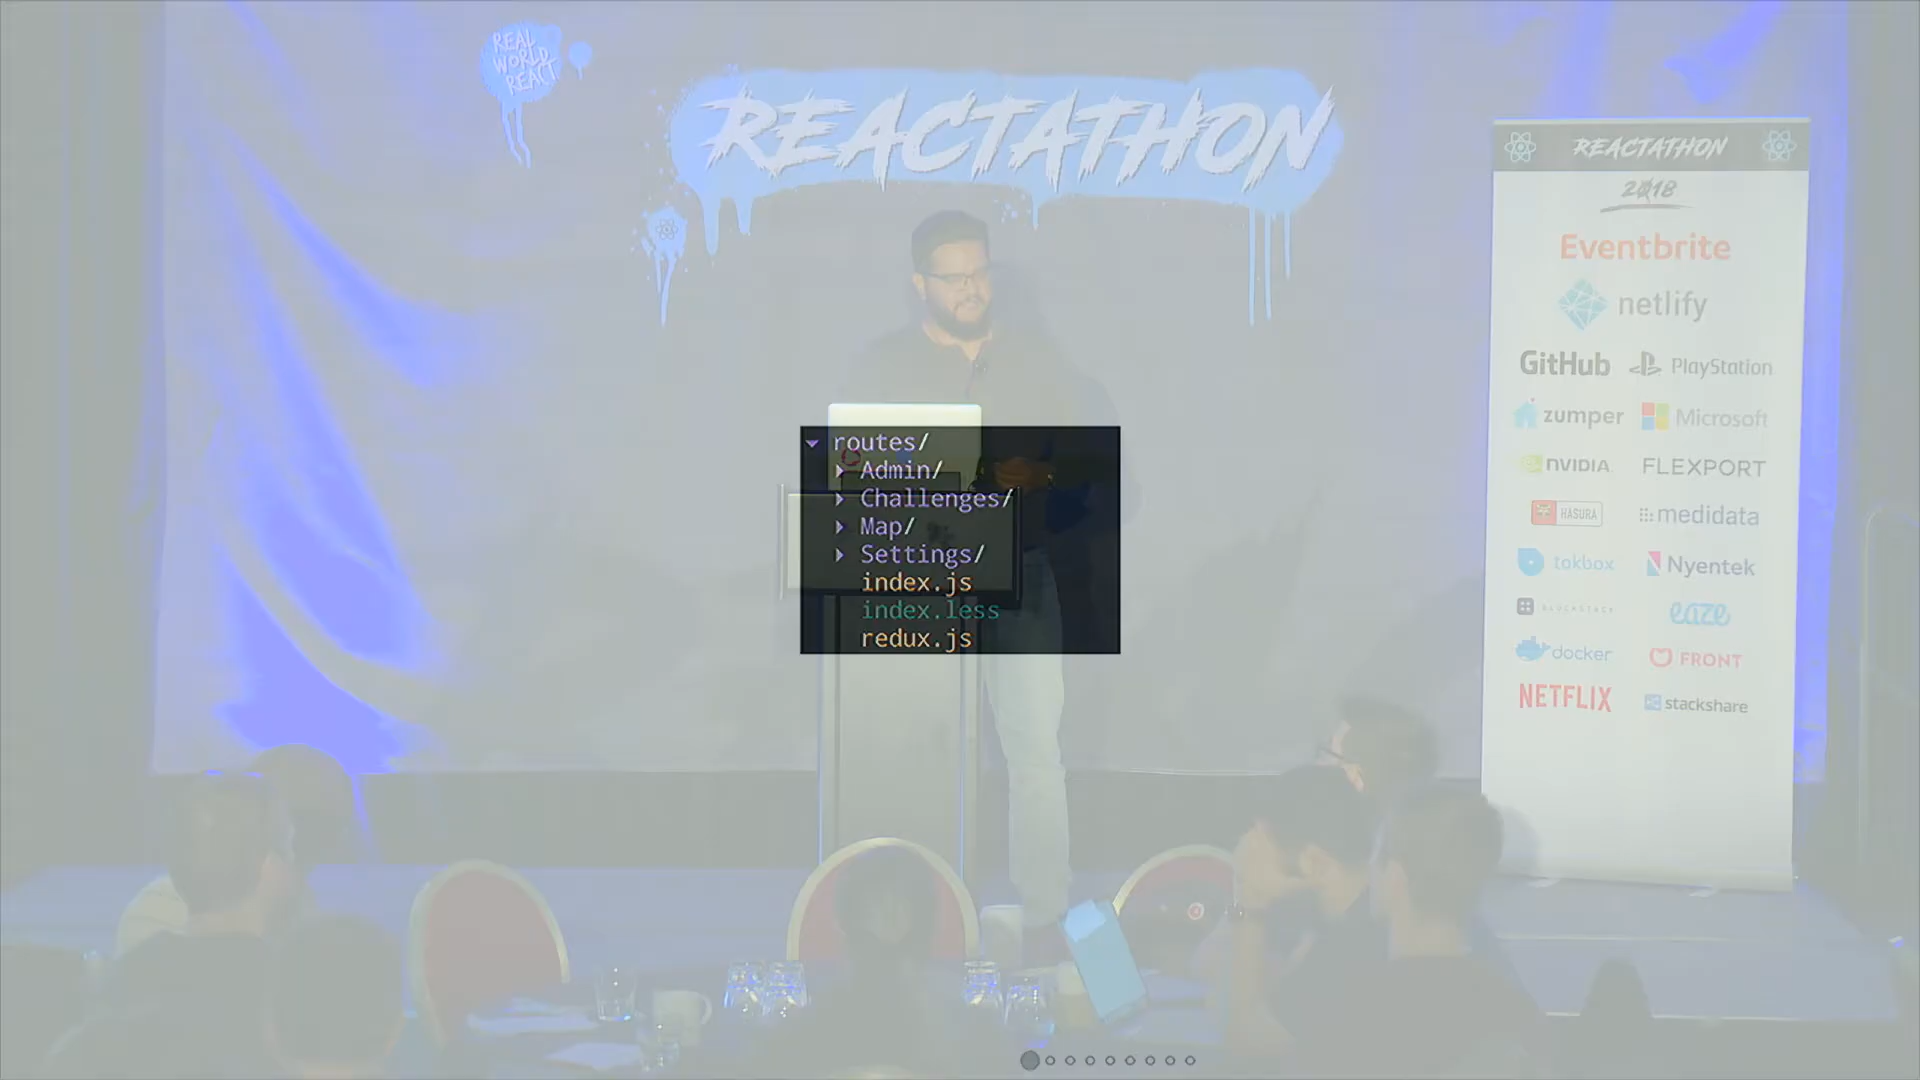 REAL
WORLD
REACT
REACTATHON
REACTATHON
2018
Eventbrite
netlify
GitHub PlayStation
zumper Microsoft
NVIDIA FLEXPORT
HASURA medidata
tokbox Nyentek
BLOCKSTACK eaze
docker FRONT
NETFLIX stackshare
routes/
Admin/
Challenges/
Map/
Settings/
index.js
index.less
redux.js